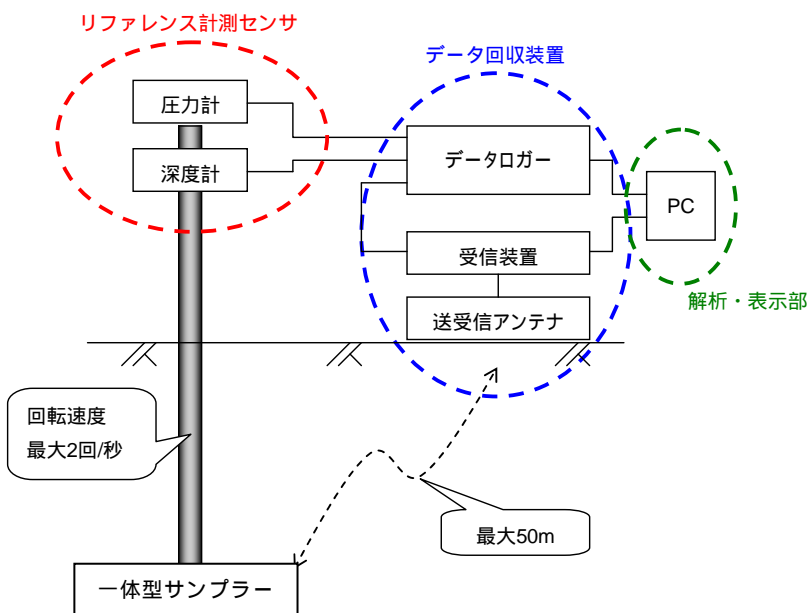 リファレンス計測センサ
データ回収装置
圧力計
深度計
データロガー
PC
受信装置
解析・表示部
送受信アンテナ
回転速度
最大2回/秒
最大50m
一体型サンプラー